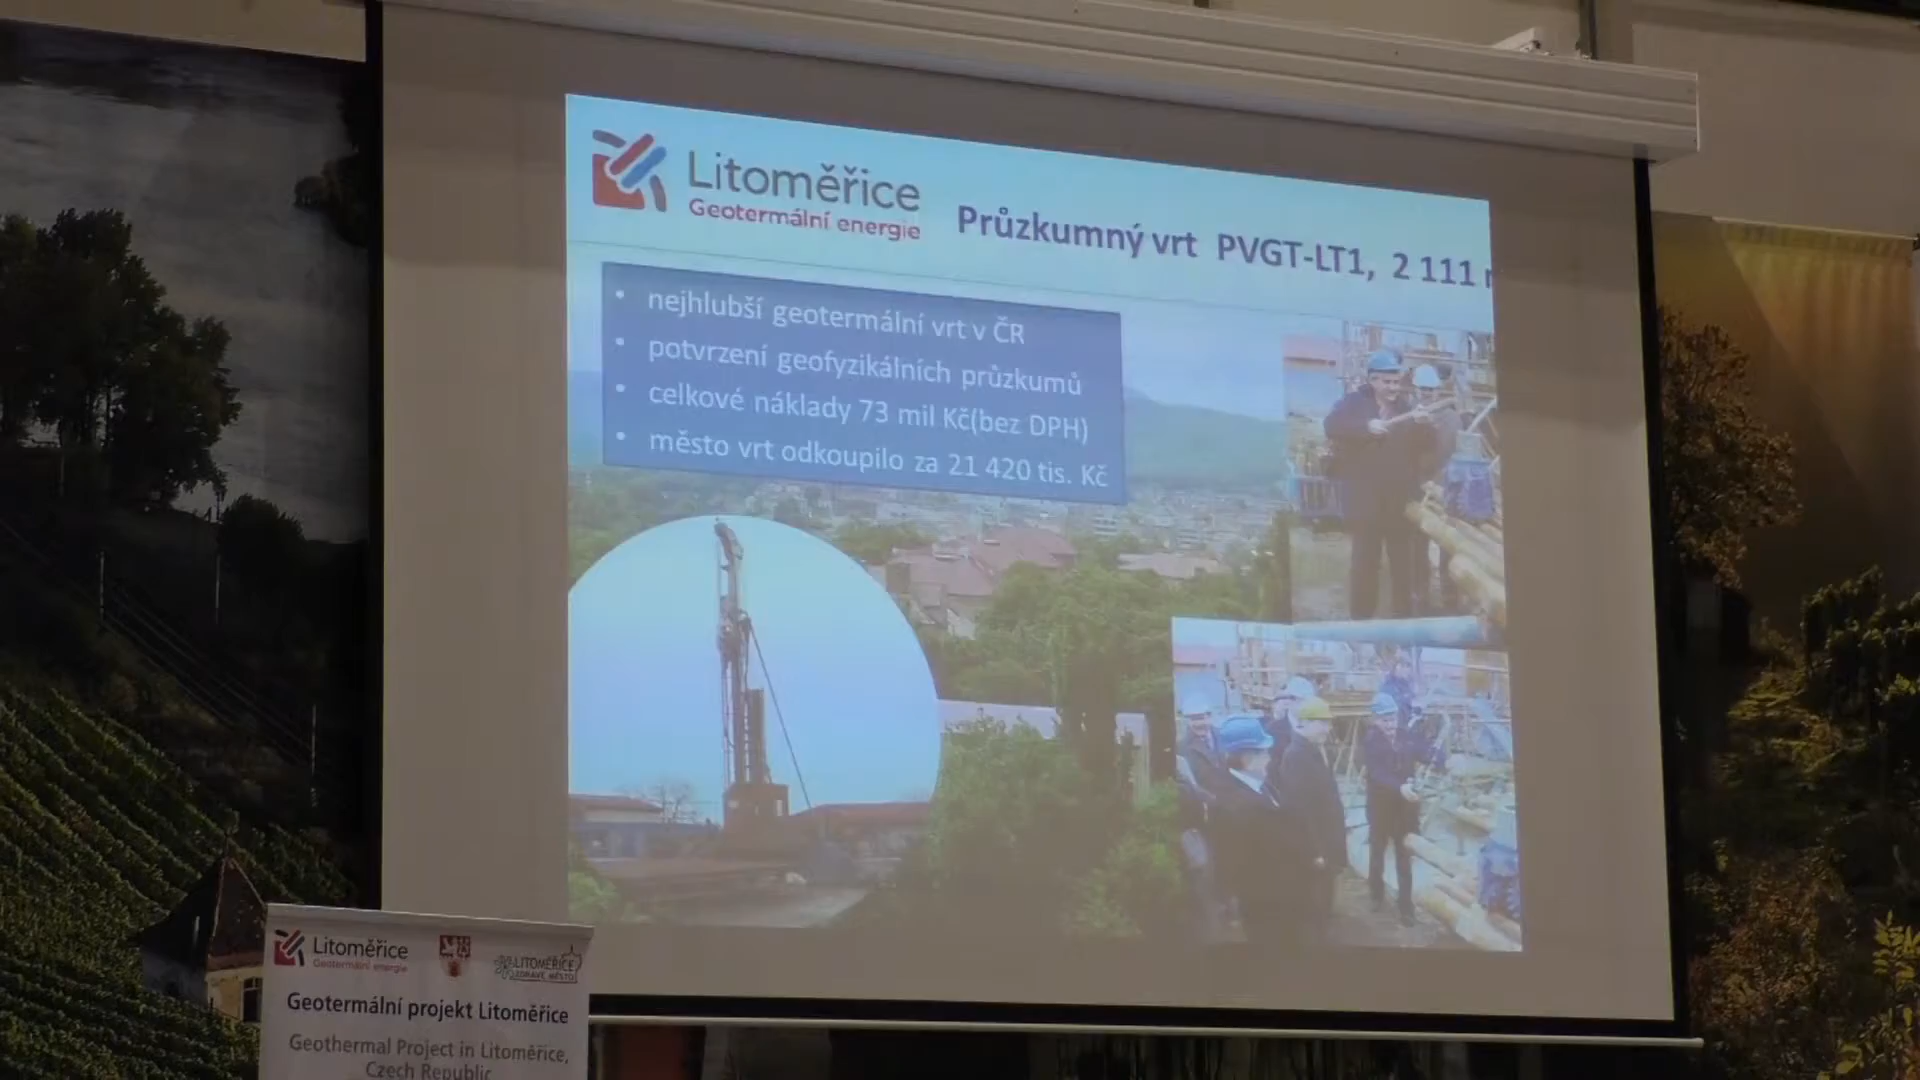 Litoměřice
Geotermální energie
Průzkumný vrt PVGT-LT1, 2 111
• nejhlubší geotermální vrt v ČR
• potvrzení geofyzikálních průzkumů
• celkové náklady 73 mil Kč(bez DPH)
• město vrt odkoupilo za 21 420 tis. Kč
Litoměřice
Geotermální energie
LITOMĚŘICE
ZDRAVÉ MĚSTO
Geotermální projekt Litoměřice
Geothermal Project in Litoměřice,
Czech Republic